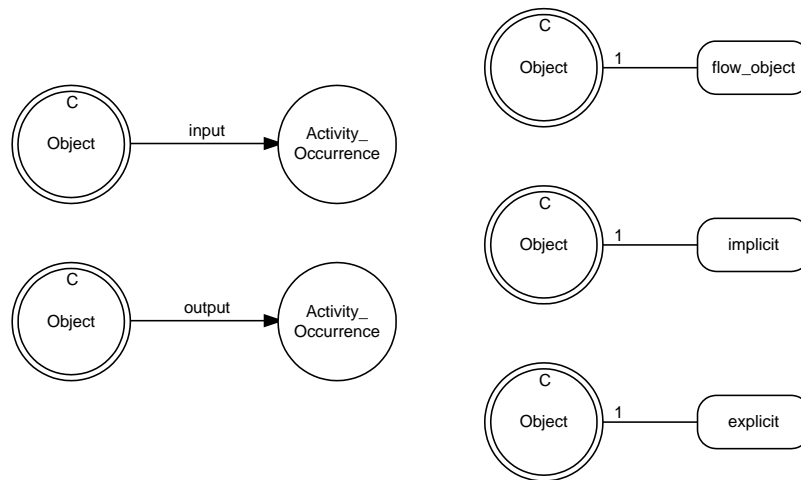 C
Object
input
Activity_
Occurrence
C
Object
output
Activity_
Occurrence
C
Object
1
flow_object
C
Object
1
implicit
C
Object
1
explicit